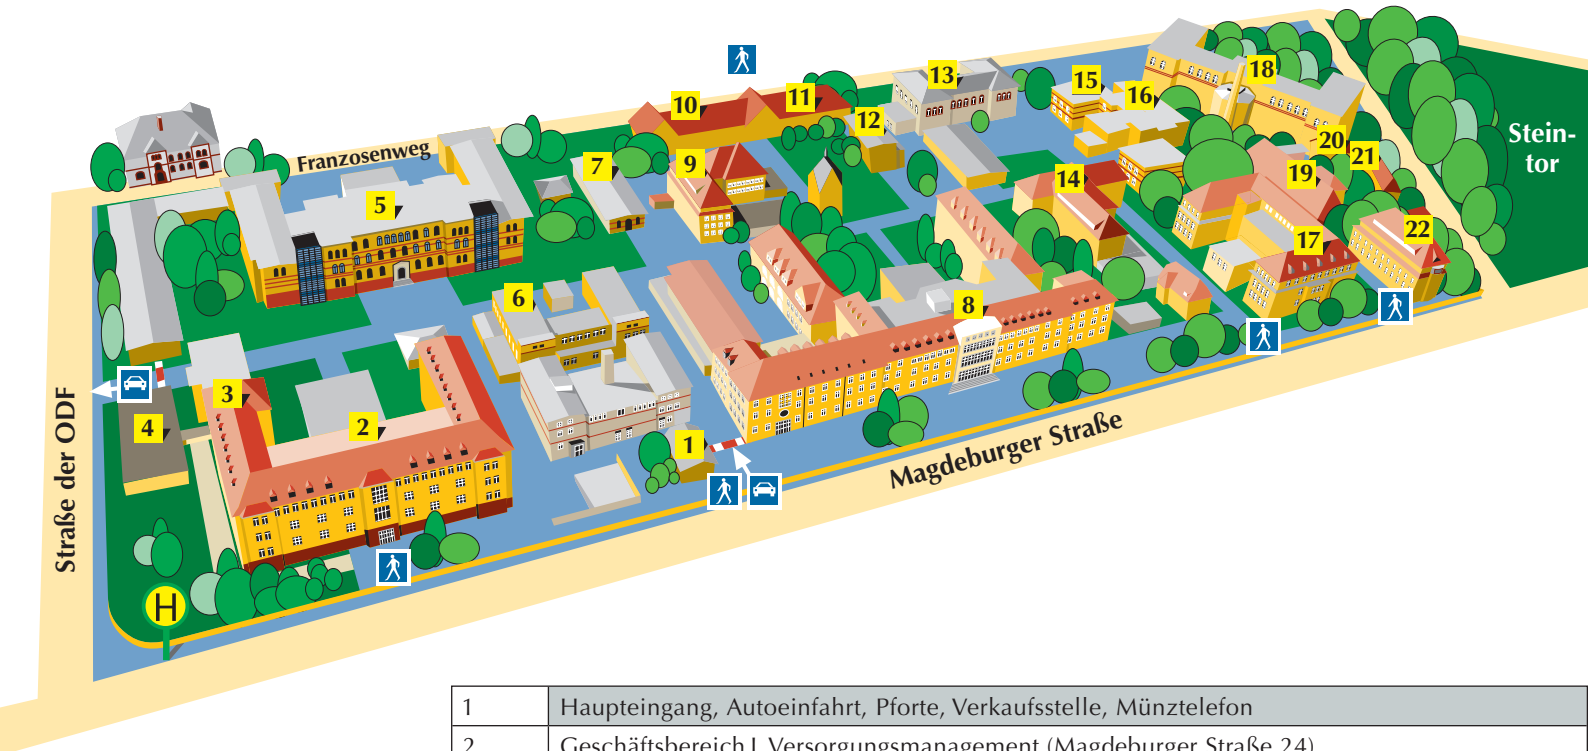 Franzosenweg
Stein-
tor
Straße der ODF
Magdeburger Straße
10
11
13
15
16
18
12
7
9
5
14
20
21
19
22
17
6
8
3
4
2
1
H
1 Haupteingang, Autoeinfahrt, Pforte, Verkaufsstelle, Münztelefon
2 Geschäftsbereich I, Versorgungsmanagement (Magdeburger Straße 24)